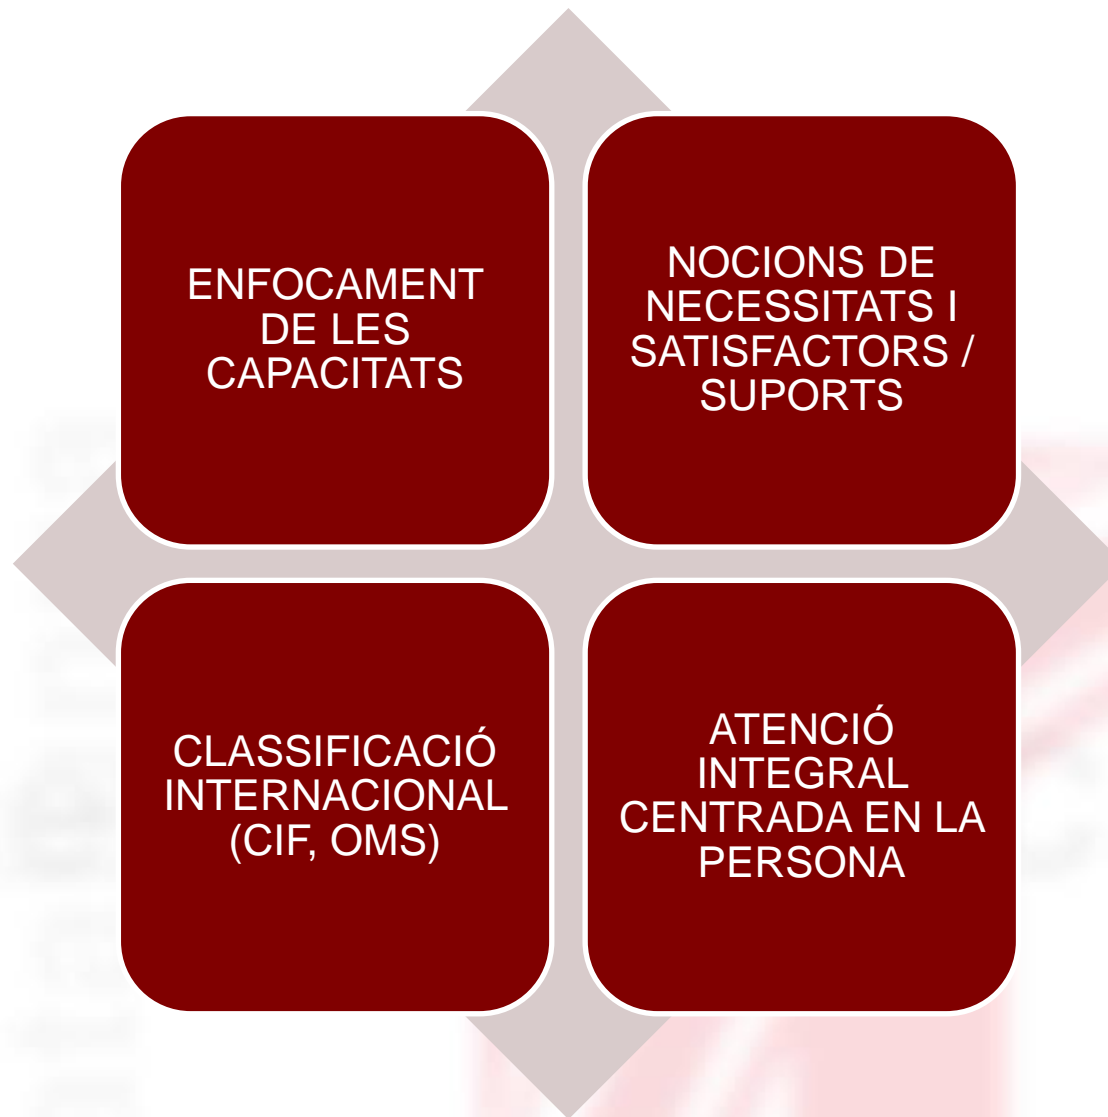 ENFOCAMENT
DE LES
CAPACITATS
NOCIONS DE
NECESSITATS I
SATISFACTORS /
SUPORTS
CLASSIFICACIÓ
INTERNACIONAL
(CIF, OMS)
ATENCIÓ
INTEGRAL
CENTRADA EN LA
PERSONA